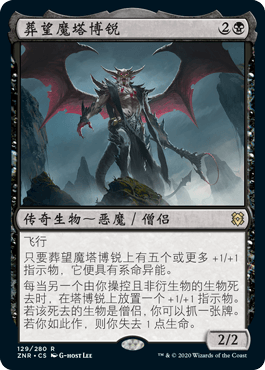 葬望魔塔博锐 2
传奇生物～恶魔／僧侣
飞行
只要葬望魔塔博锐上有五个或更多 +1/+1
指示物，它便具有系命异能。
每当另一个由你操控且非衍生物的生物死
去时，在塔博锐上放置一个 +1/+1 指示物。
若该死去的生物是僧侣，你可以抓一张牌。
若你如此作，则你失去 1 点生命。
2/2
129/280 R
ZNR • CS G-HOST LEE
™ & © 2020 Wizards of the Coast